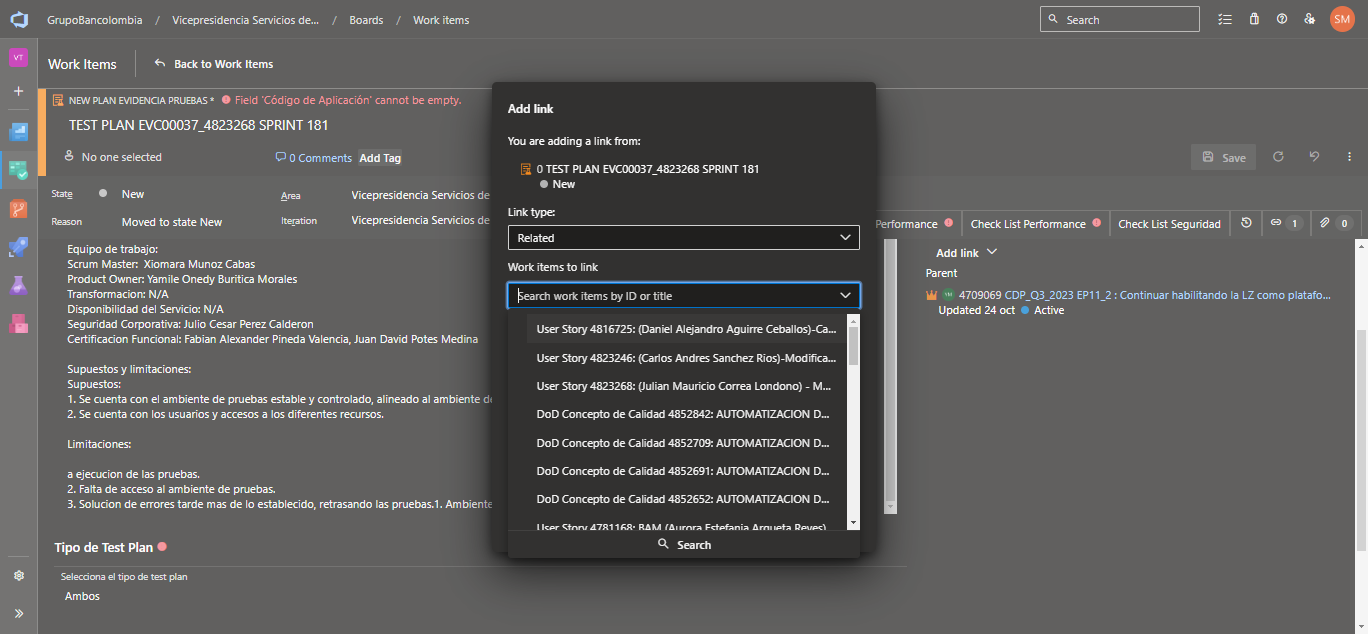 GrupoBancolombia / Vicepresidencia Servicios de... / Boards / Work items
Search
SM
VT
Work Items
Back to Work Items
NEW PLAN EVIDENCIA PRUEBAS * Field 'Código de Aplicación' cannot be empty.
TEST PLAN EVC00037_4823268 SPRINT 181
No one selected
0 Comments
Add Tag
Save
State
New
Area
Vicepresidencia Servicios de
Reason
Moved to state New
Iteration
Vicepresidencia Servicios de
Performance
Check List Performance
Check List Seguridad
1
0
Equipo de trabajo:
Scrum Master: Xiomara Munoz Cabas
Product Owner: Yamile Onedy Buritica Morales
Transformacion: N/A
Disponibilidad del Servicio: N/A
Seguridad Corporativa: Julio Cesar Perez Calderon
Certificacion Funcional: Fabian Alexander Pineda Valencia, Juan David Potes Medina
Supuestos y limitaciones:
Supuestos:
1. Se cuenta con el ambiente de pruebas estable y controlado, alineado al ambiente de
2. Se cuenta con los usuarios y accesos a los diferentes recursos.
Limitaciones:
a ejecucion de las pruebas.
2. Falta de acceso al ambiente de pruebas.
3. Solucion de errores tarde mas de lo establecido, retrasando las pruebas.1. Ambiente
Tipo de Test Plan
Selecciona el tipo de test plan
Ambos
Add link
You are adding a link from:
0 TEST PLAN EVC00037_4823268 SPRINT 181
New
Link type:
Related
Work items to link
Search work items by ID or title
User Story 4816725: (Daniel Alejandro Aguirre Ceballos)-Ca...
User Story 4823246: (Carlos Andres Sanchez Rios)-Modifica...
User Story 4823268: (Julian Mauricio Correa Londono) - M...
DoD Concepto de Calidad 4852842: AUTOMATIZACION D...
DoD Concepto de Calidad 4852709: AUTOMATIZACION D...
DoD Concepto de Calidad 4852691: AUTOMATIZACION D...
DoD Concepto de Calidad 4852652: AUTOMATIZACION D...
User Story 4781168: BAM (Aurora Estefania Argueta Reyes)
Search
Add link
Parent
4709069 CDP_Q3_2023 EP11_2 : Continuar habilitando la LZ como platafo...
Updated 24 oct Active